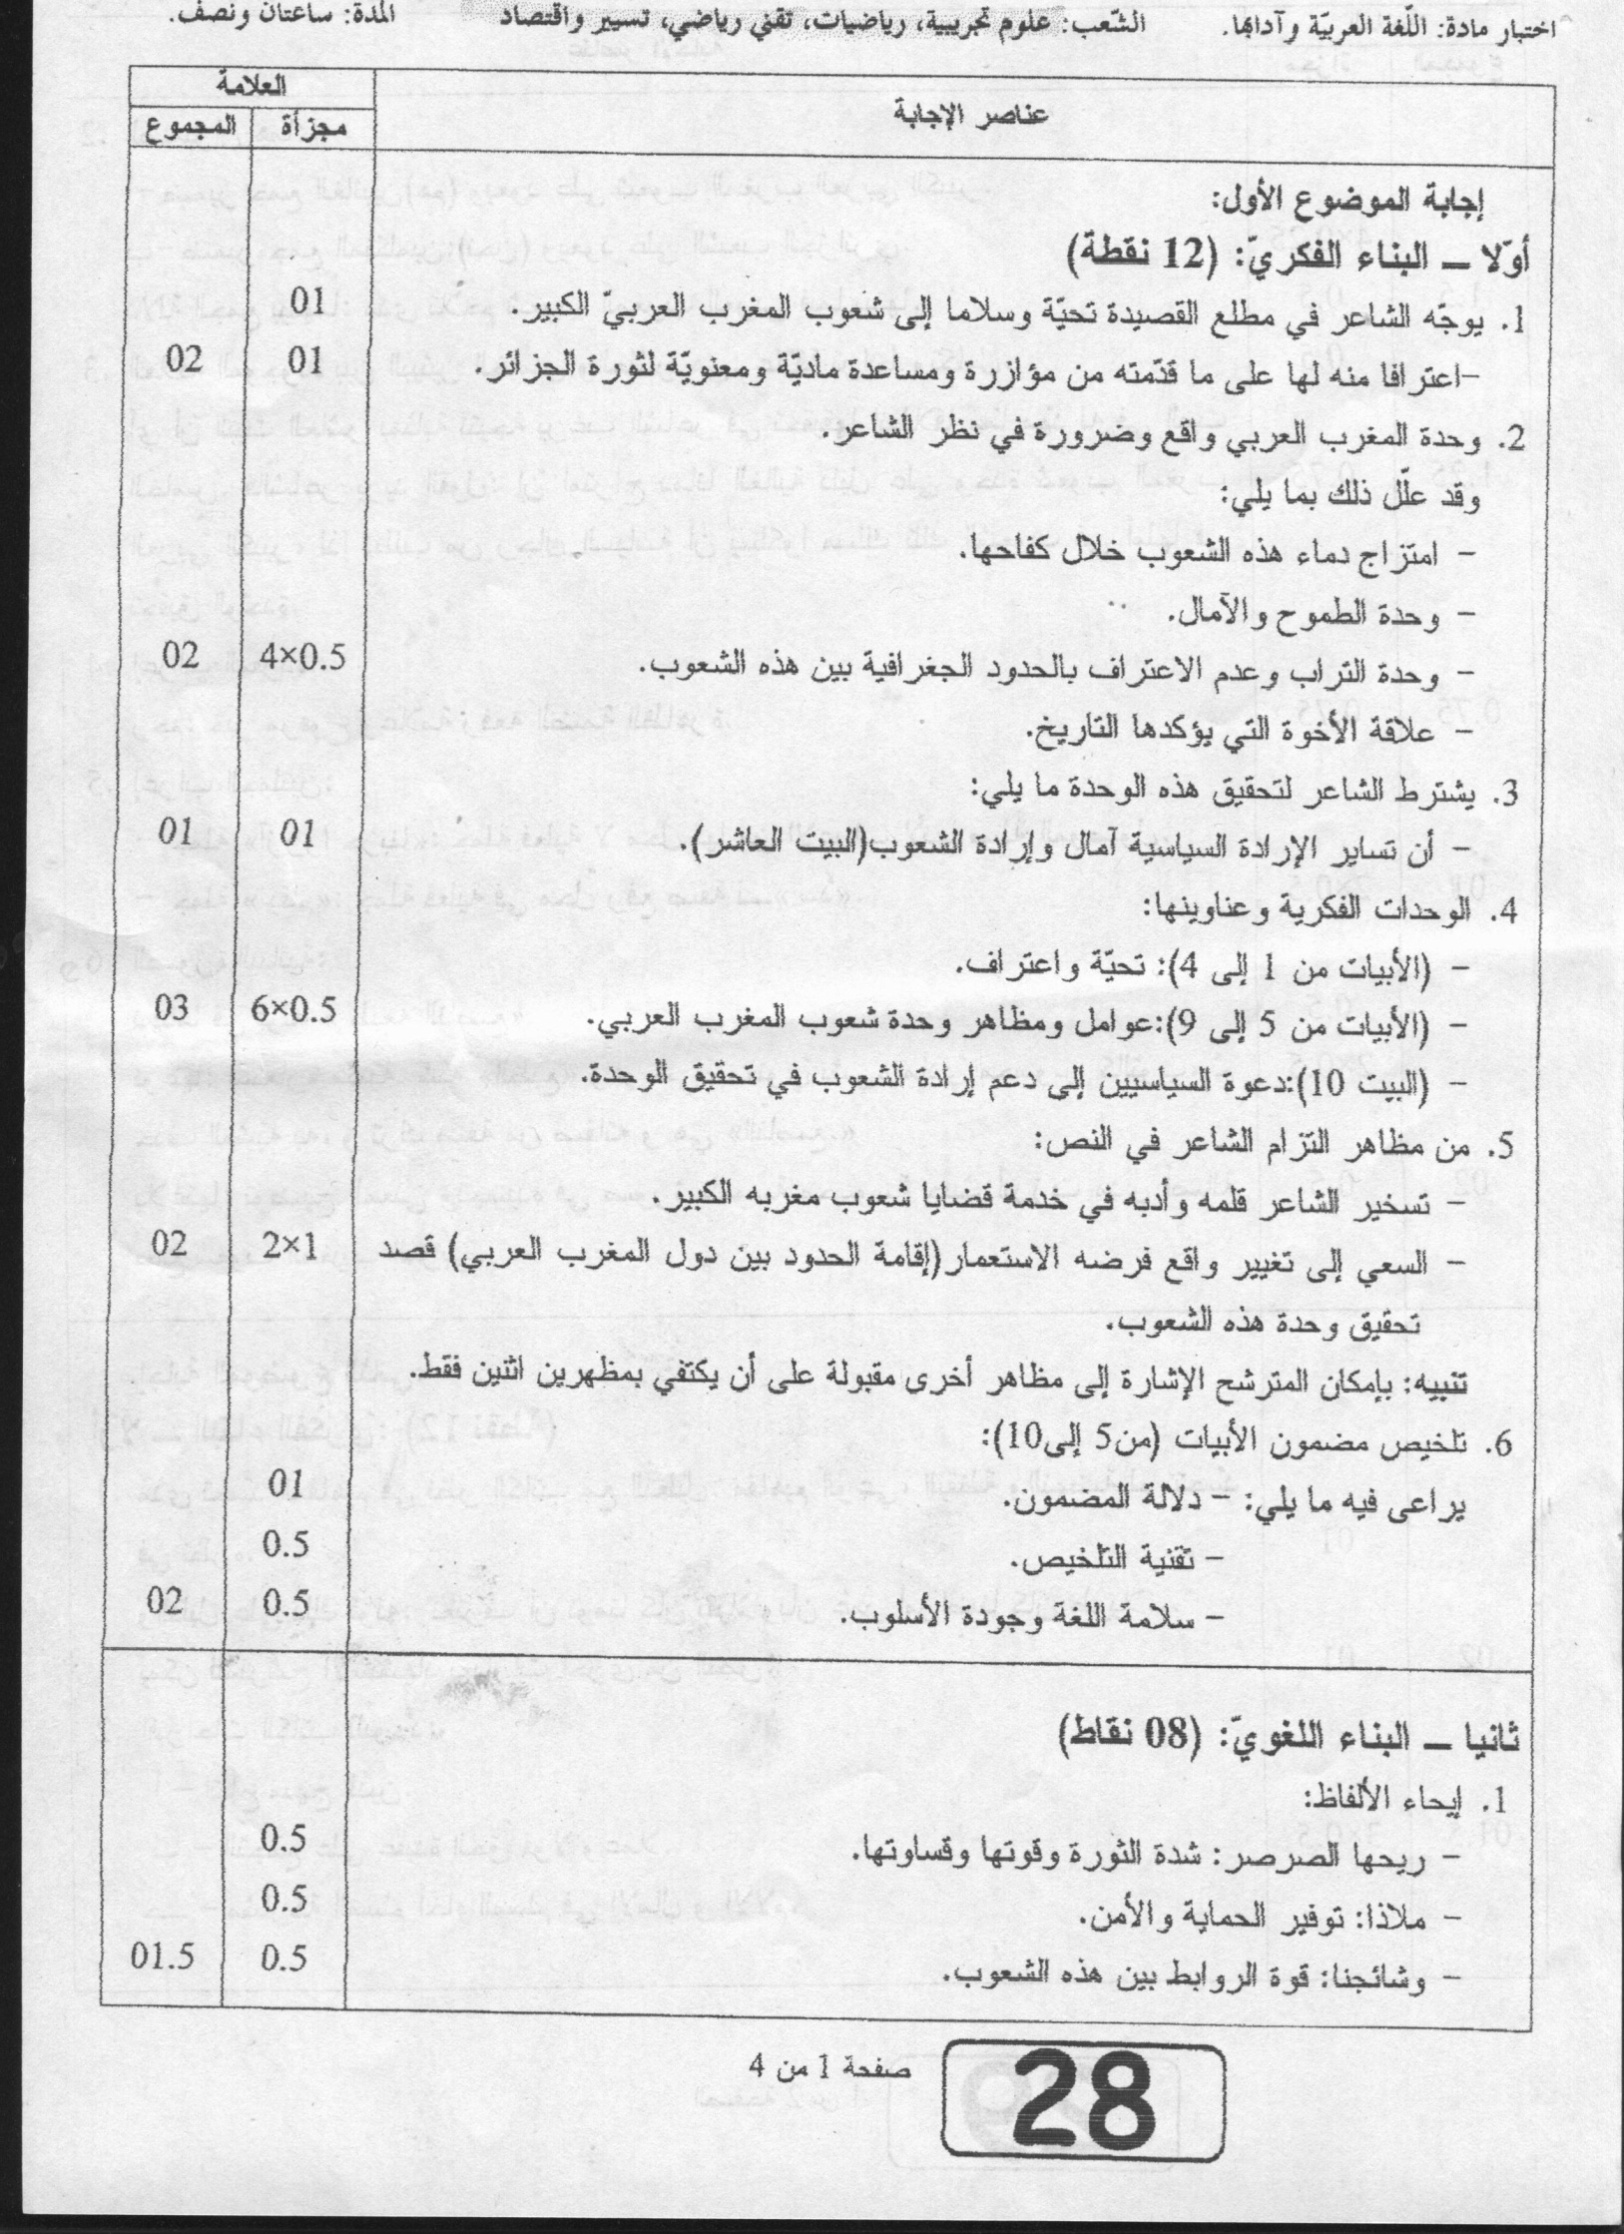 اختبار مادة: اللّغة العربيّة وآدابها. الشّعب: علوم تجريبية، رياضيات، تقني رياضي، تسيير واقتصاد المدة: ساعتان ونصف.
عناصر الإجابة العلامة
مجزأة المجموع
إجابة الموضوع الأول:
أوّلا ــ البناء الفكريّ: (12 نقطة)
1. يوجّه الشاعر في مطلع القصيدة تحيّة وسلاما إلى شعوب المغرب العربيّ الكبير. 01
-اعترافا منه لها على ما قدّمته من مؤازرة ومساعدة ماديّة ومعنويّة لثورة الجزائر. 01 02
2. وحدة المغرب العربي واقع وضرورة في نظر الشاعر.
وقد علّل ذلك بما يلي:
- امتزاج دماء هذه الشعوب خلال كفاحها.
- وحدة الطموح والآمال.
- وحدة التراب وعدم الاعتراف بالحدود الجغرافية بين هذه الشعوب. 4×0.5 02
- علاقة الأخوة التي يؤكدها التاريخ.
3. يشترط الشاعر لتحقيق هذه الوحدة ما يلي:
- أن تساير الإرادة السياسية آمال وإرادة الشعوب(البيت العاشر). 01 01
4. الوحدات الفكرية وعناوينها:
- (الأبيات من 1 إلى 4): تحيّة واعتراف.
- (الأبيات من 5 إلى 9):عوامل ومظاهر وحدة شعوب المغرب العربي. 6×0.5 03
- (البيت 10):دعوة السياسيين إلى دعم إرادة الشعوب في تحقيق الوحدة.
5. من مظاهر التزام الشاعر في النص:
- تسخير الشاعر قلمه وأدبه في خدمة قضايا شعوب مغربه الكبير.
- السعي إلى تغيير واقع فرضه الاستعمار(إقامة الحدود بين دول المغرب العربي) قصد 2×1 02
تحقيق وحدة هذه الشعوب.
تنبيه: بإمكان المترشح الإشارة إلى مظاهر أخرى مقبولة على أن يكتفي بمظهرين اثنين فقط.
6. تلخيص مضمون الأبيات (من5 إلى10):
يراعى فيه ما يلي: - دلالة المضمون. 01
- تقنية التلخيص. 0.5
- سلامة اللغة وجودة الأسلوب. 0.5 02
ثانيا ــ البناء اللغويّ: (08 نقاط)
1. إيحاء الألفاظ:
- ريحها الصرصر: شدة الثورة وقوتها وقساوتها. 0.5
- ملاذا: توفير الحماية والأمن. 0.5
- وشائجنا: قوة الروابط بين هذه الشعوب. 0.5 01.5
صفحة 1 من 4
28